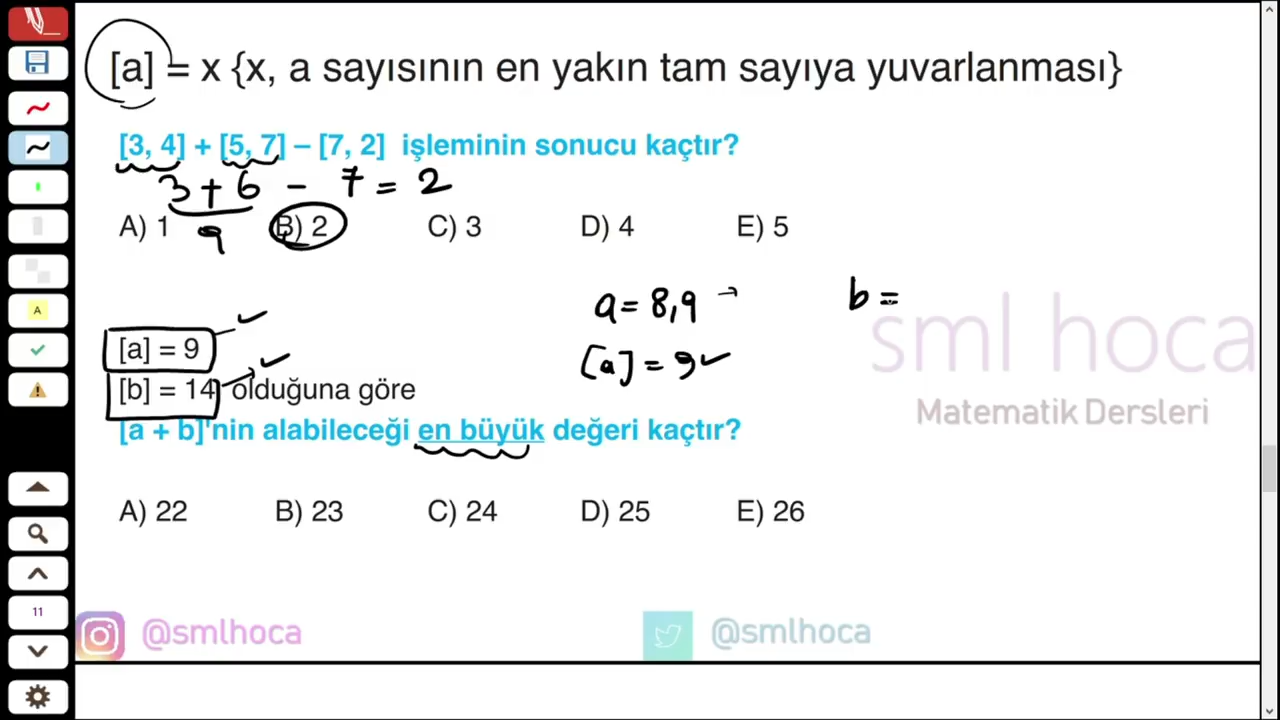 [a] = x {x, a sayısının en yakın tam sayıya yuvarlanması}
[3, 4] + [5, 7] – [7, 2] işleminin sonucu kaçtır?
3 + 6 - 7 = 2
9
A) 1 B) 2 C) 3 D) 4 E) 5
a = 8,9 → b =
[a] = 9
[a] = 9
[b] = 14 olduğuna göre
[a + b]'nin alabileceği en büyük değeri kaçtır?
A) 22 B) 23 C) 24 D) 25 E) 26
sml hoca
Matematik Dersleri
@smlhoca @smlhoca
A
11